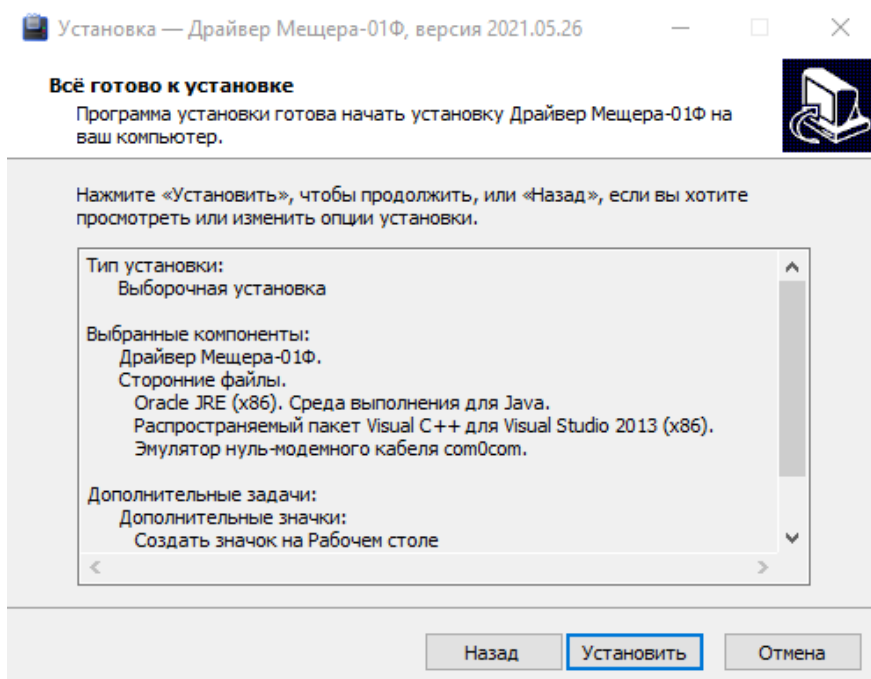 Установка — Драйвер Мещера-01Ф, версия 2021.05.26
Всё готово к установке
Программа установки готова начать установку Драйвер Мещера-01Ф на
ваш компьютер.
Нажмите «Установить», чтобы продолжить, или «Назад», если вы хотите
просмотреть или изменить опции установки.
Тип установки:
Выборочная установка
Выбранные компоненты:
Драйвер Мещера-01Ф.
Сторонние файлы.
Oracle JRE (x86). Среда выполнения для Java.
Распространяемый пакет Visual C++ для Visual Studio 2013 (x86).
Эмулятор нуль-модемного кабеля com0com.
Дополнительные задачи:
Дополнительные значки:
Создать значок на Рабочем столе
Назад
Установить
Отмена